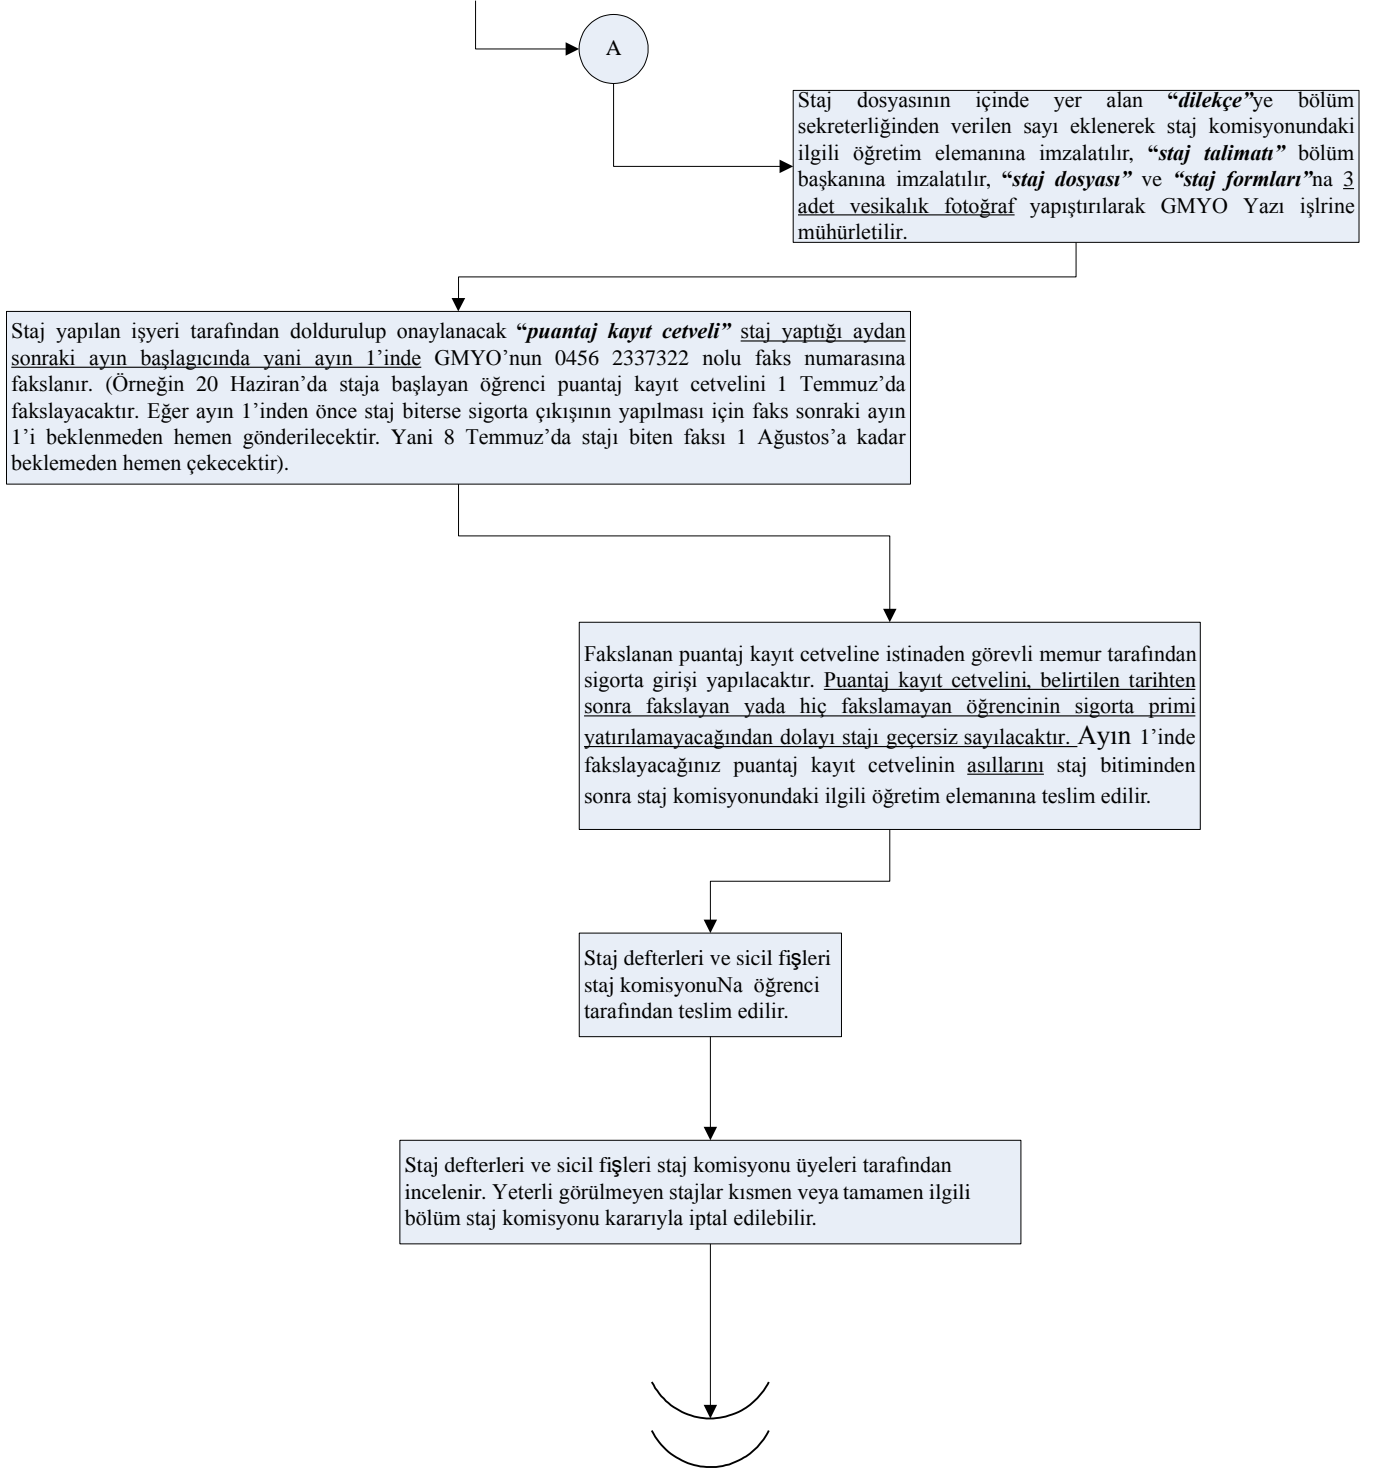 A
Staj dosyasının içinde yer alan “dilekçe”ye bölüm
sekreterliğinden verilen sayı eklenerek staj komisyonundaki
ilgili öğretim elemanına imzalatılır, “staj talimatı” bölüm
başkanına imzalatılır, “staj dosyası” ve “staj formları”na 3
adet vesikalık fotoğraf yapıştırılarak GMYO Yazı işlrine
mühürletilir.
Staj yapılan işyeri tarafından doldurulup onaylanacak “puantaj kayıt cetveli” staj yaptığı aydan
sonraki ayın başlagıcında yani ayın 1’inde GMYO’nun 0456 2337322 nolu faks numarasına
fakslanır. (Örneğin 20 Haziran’da staja başlayan öğrenci puantaj kayıt cetvelini 1 Temmuz’da
fakslayacaktır. Eğer ayın 1’inden önce staj biterse sigorta çıkışının yapılması için faks sonraki ayın
1’i beklenmeden hemen gönderilecektir. Yani 8 Temmuz’da stajı biten faksı 1 Ağustos’a kadar
beklemeden hemen çekecektir).
Fakslanan puantaj kayıt cetveline istinaden görevli memur tarafından
sigorta girişi yapılacaktır. Puantaj kayıt cetvelini, belirtilen tarihten
sonra fakslayan yada hiç fakslamayan öğrencinin sigorta primi
yatırılamayacağından dolayı stajı geçersiz sayılacaktır. Ayın 1’inde
fakslayacağınız puantaj kayıt cetvelinin asıllarını staj bitiminden
sonra staj komisyonundaki ilgili öğretim elemanına teslim edilir.
Staj defterleri ve sicil fişleri
staj komisyonuNa öğrenci
tarafından teslim edilir.
Staj defterleri ve sicil fişleri staj komisyonu üyeleri tarafından
incelenir. Yeterli görülmeyen stajlar kısmen veya tamamen ilgili
bölüm staj komisyonu kararıyla iptal edilebilir.